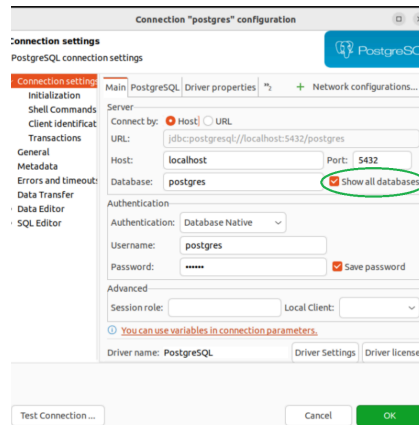 Connection "postgres" configuration
Connection settings
PostgreSQL connection settings
PostgreSQ
Connection settings
Initialization
Shell Commands
Client identificat
Transactions
General
Metadata
Errors and timeouts
Data Transfer
Data Editor
SQL Editor
Main PostgreSQL Driver properties »2 + Network configurations...
Server
Connect by: Host URL
URL: jdbc:postgresql://localhost:5432/postgres
Host: localhost Port: 5432
Database: postgres Show all databases
Authentication
Authentication: Database Native
Username: postgres
Password: •••••• Save password
Advanced
Session role: Local Client:
You can use variables in connection parameters.
Driver name: PostgreSQL Driver Settings Driver license
Test Connection ... Cancel OK